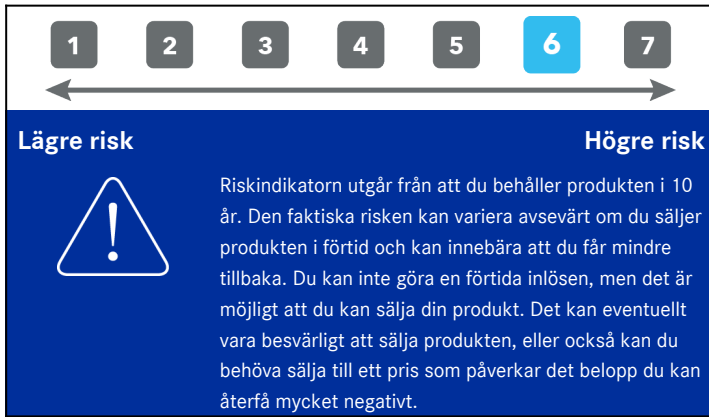 1 2 3 4 5 6 7
Lägre risk Högre risk
Riskindikatorn utgår från att du behåller produkten i 10
år. Den faktiska risken kan variera avsevärt om du säljer
produkten i förtid och kan innebära att du får mindre
tillbaka. Du kan inte göra en förtida inlösen, men det är
möjligt att du kan sälja din produkt. Det kan eventuellt
vara besvärligt att sälja produkten, eller också kan du
behöva sälja till ett pris som påverkar det belopp du kan
återfå mycket negativt.